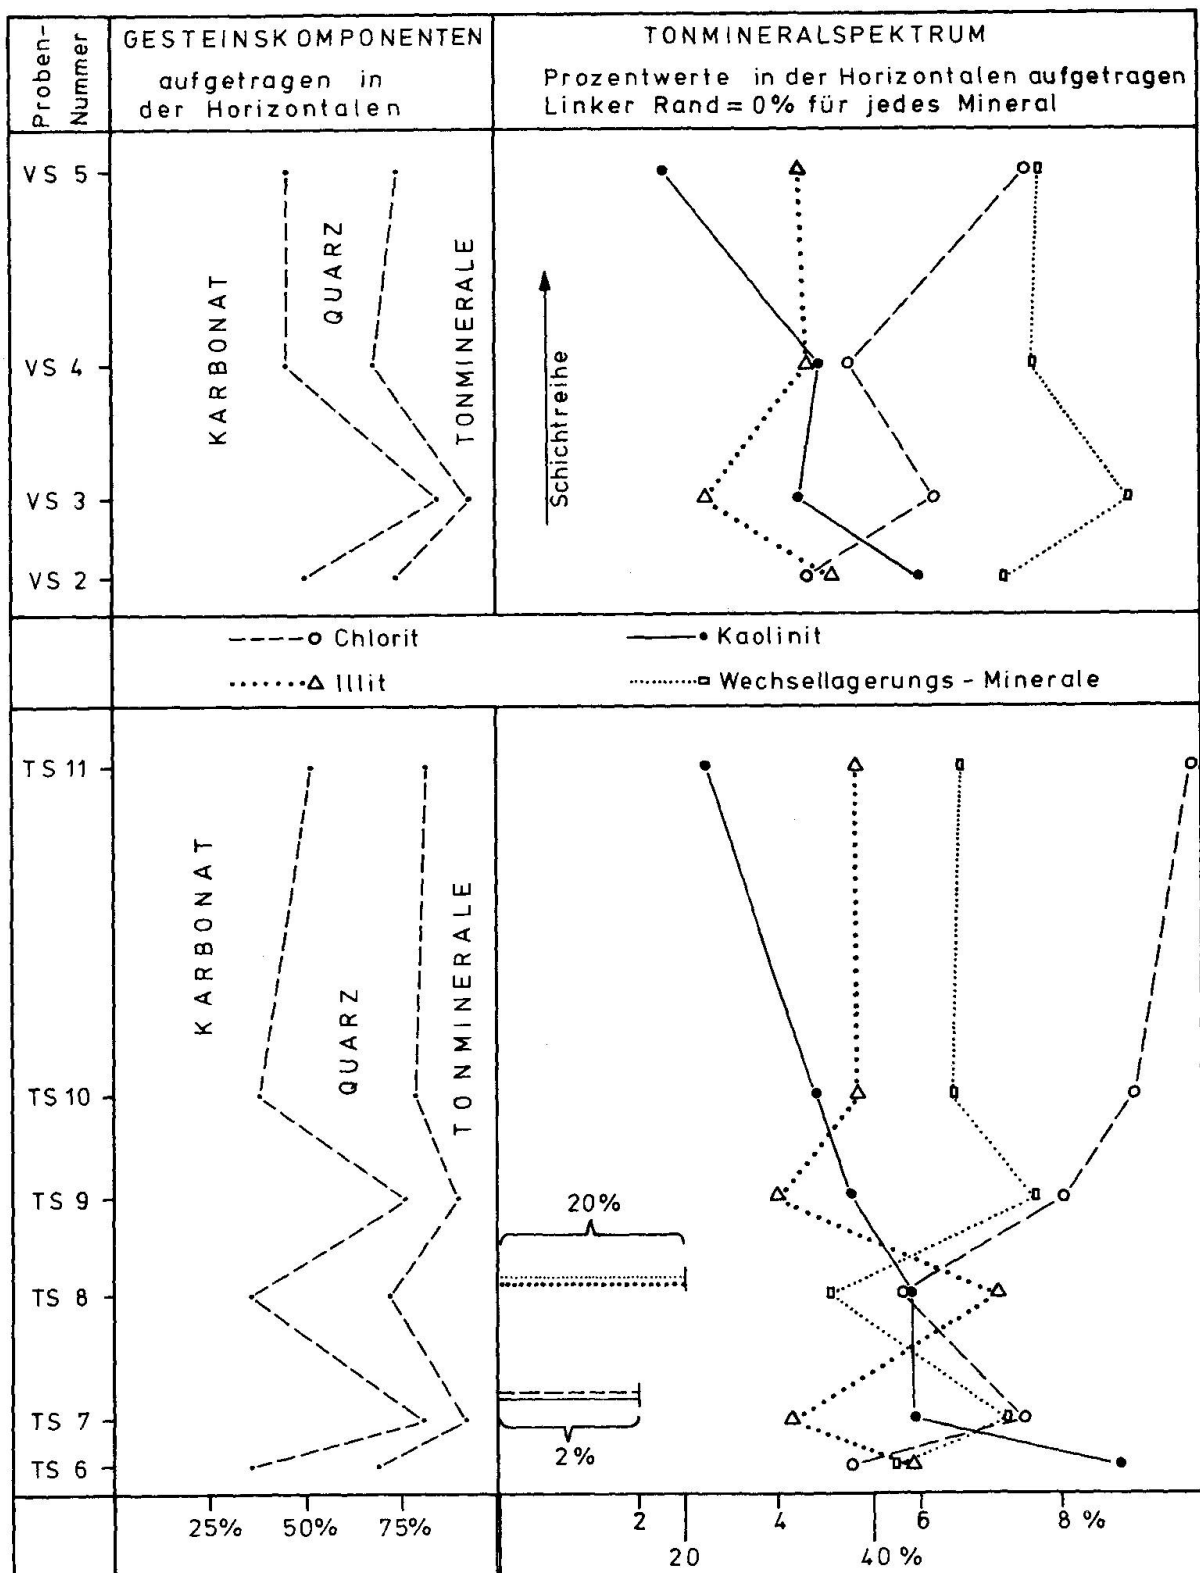 Proben-
Nummer
GESTEINSKOMPONENTEN
aufgetragen in
der Horizontalen
TONMINERALSPEKTRUM
Prozentwerte in der Horizontalen aufgetragen
Linker Rand = 0% für jedes Mineral
VS 5
VS 4
VS 3
VS 2
KARBONAT
QUARZ
TONMINERALE
Schichtreihe
Chlorit
Kaolinit
Illit
Wechsellagerungs - Minerale
TS 11
TS 10
TS 9
TS 8
TS 7
TS 6
KARBONAT
QUARZ
TONMINERALE
20%
2%
25% 50% 75%
2 4 6 8 %
20 40 %